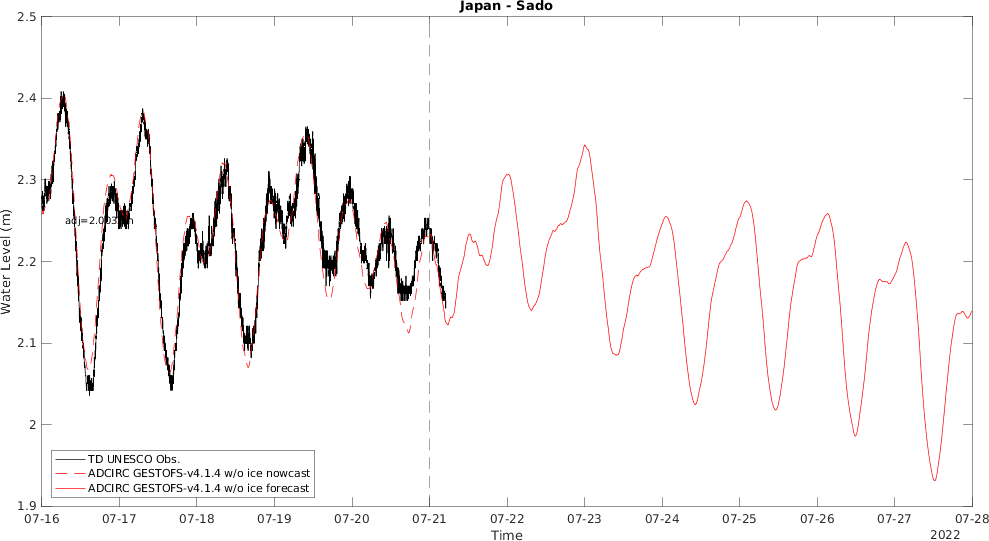 Japan - Sado
2.5
2.4
2.3
2.2
2.1
2
1.9
Water Level (m)
TD UNESCO Obs.
ADCIRC GESTOFS-v4.1.4 w/o ice nowcast
ADCIRC GESTOFS-v4.1.4 w/o ice forecast
07-16 07-17 07-18 07-19 07-20 07-21 07-22 07-23 07-24 07-25 07-26 07-27 07-28
Time
2022